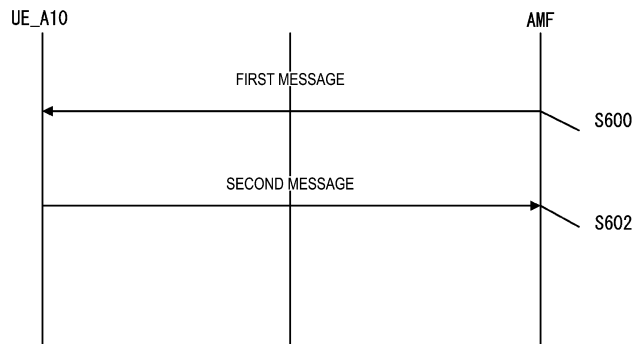 UE_A10
AMF
FIRST MESSAGE
S600
SECOND MESSAGE
S602